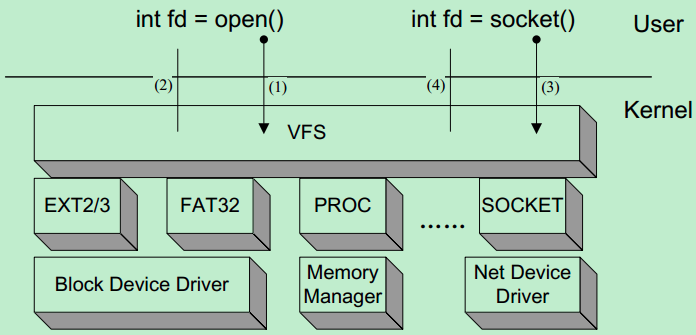 int fd = open()
int fd = socket()
User
(2)
(1)
(4)
(3)
Kernel
VFS
EXT2/3
FAT32
PROC
……
SOCKET
Block Device Driver
Memory
Manager
Net Device
Driver